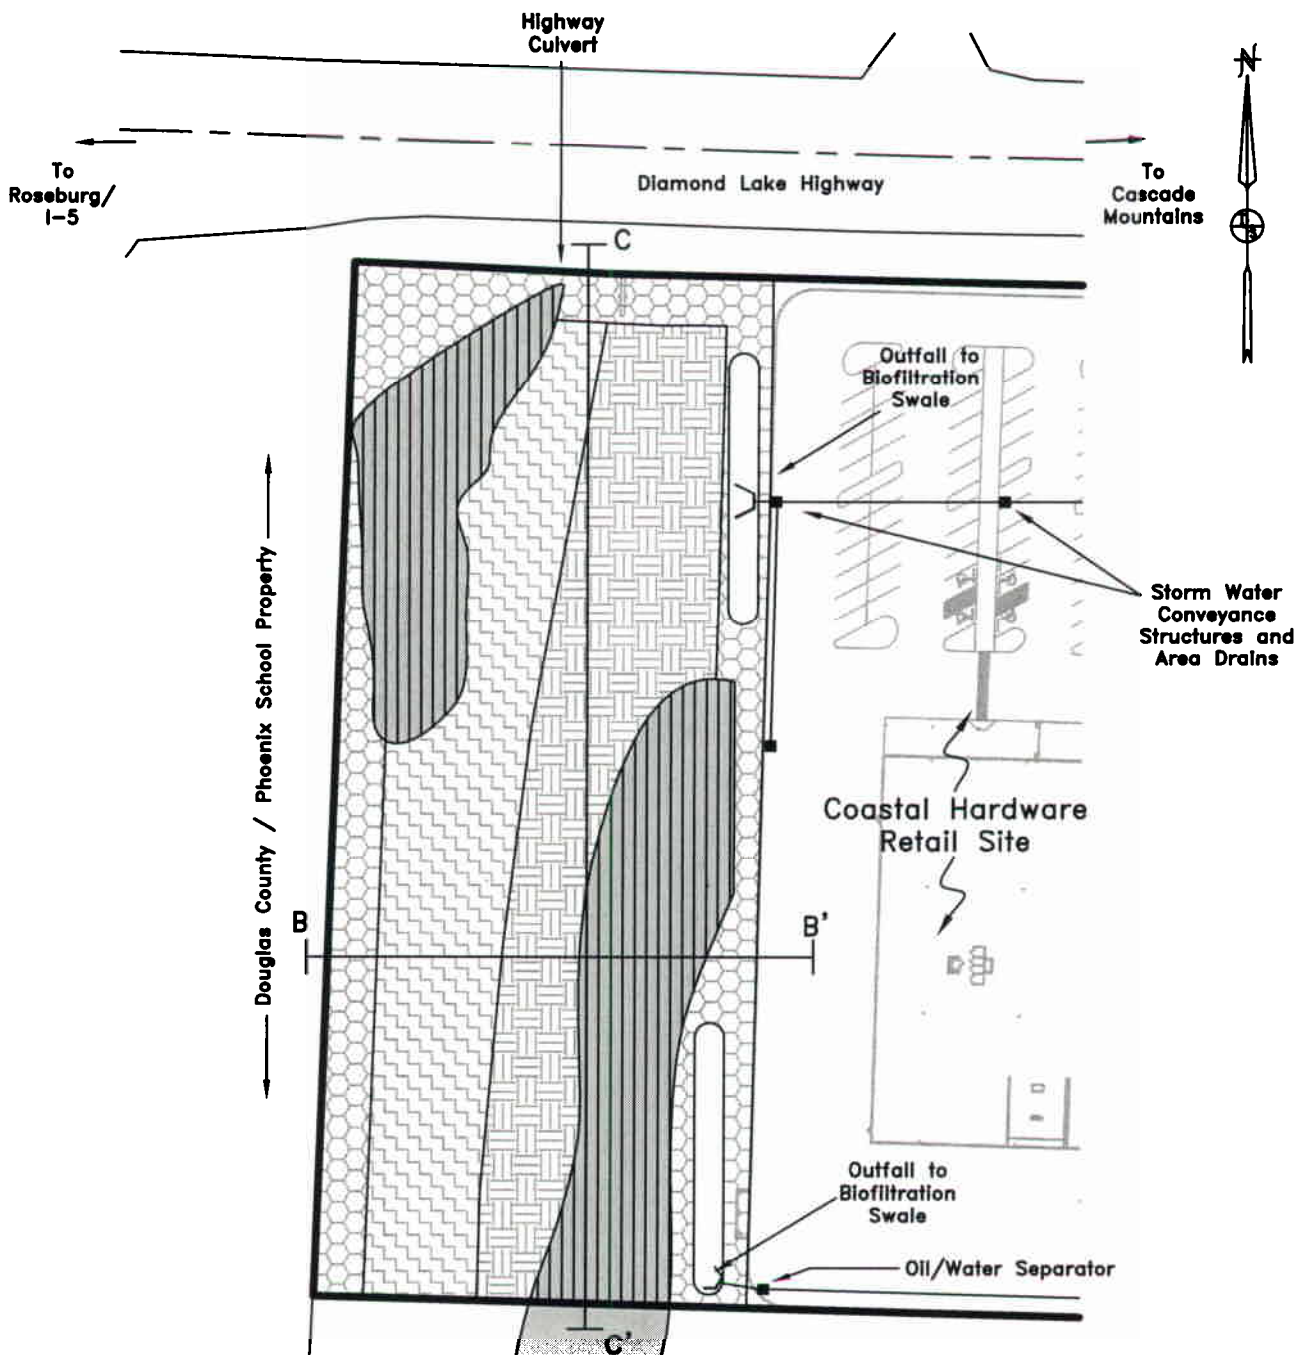 Highway
Culvert
N
To
Roseburg/
I-5
Diamond Lake Highway
To
Cascade
Mountains
C
Outfall to
Biofiltration
Swale
Storm Water
Conveyance
Structures and
Area Drains
Douglas County / Phoenix School Property
Coastal Hardware
Retail Site
B
B'
Outfall to
Biofiltration
Swale
Oil/Water Separator
C'